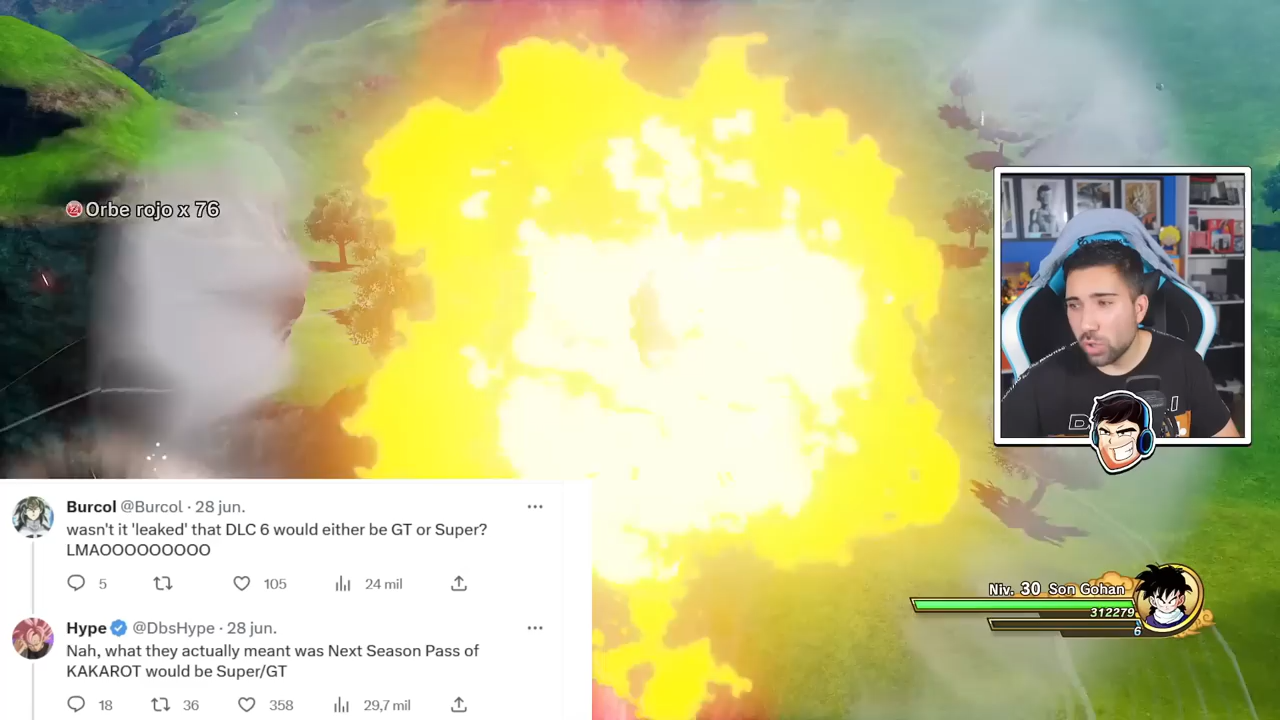 Orbe rojo x 76
Burcol @Burcol · 28 jun.
wasn't it 'leaked' that DLC 6 would either be GT or Super?
LMAOOOOOOOOO
5 105 24 mil
Hype @DbsHype · 28 jun.
Nah, what they actually meant was Next Season Pass of
KAKAROT would be Super/GT
18 36 358 29,7 mil
Niv. 30 Son Gohan
312279
6